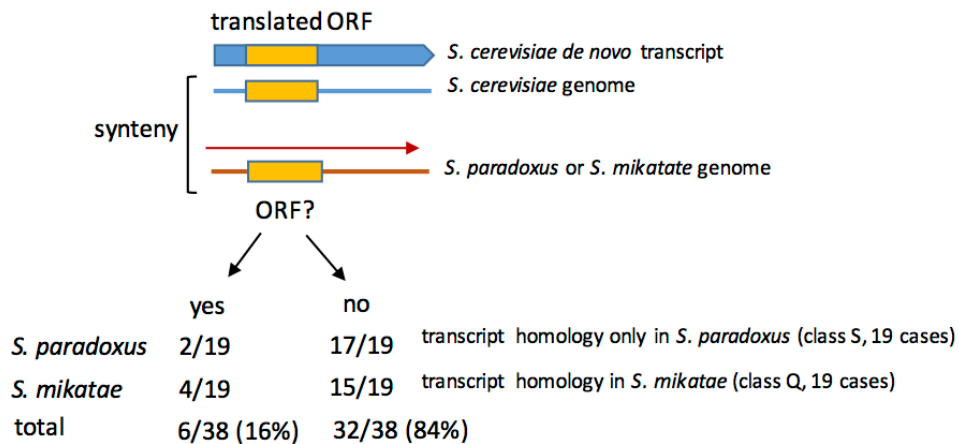 translated ORF
S. cerevisiae de novo transcript
S. cerevisiae genome
synteny
S. paradoxus or S. mikatate genome
ORF?
yes no
S. paradoxus 2/19 17/19 transcript homology only in S. paradoxus (class S, 19 cases)
S. mikatae 4/19 15/19 transcript homology in S. mikatae (class Q, 19 cases)
total 6/38 (16%) 32/38 (84%)